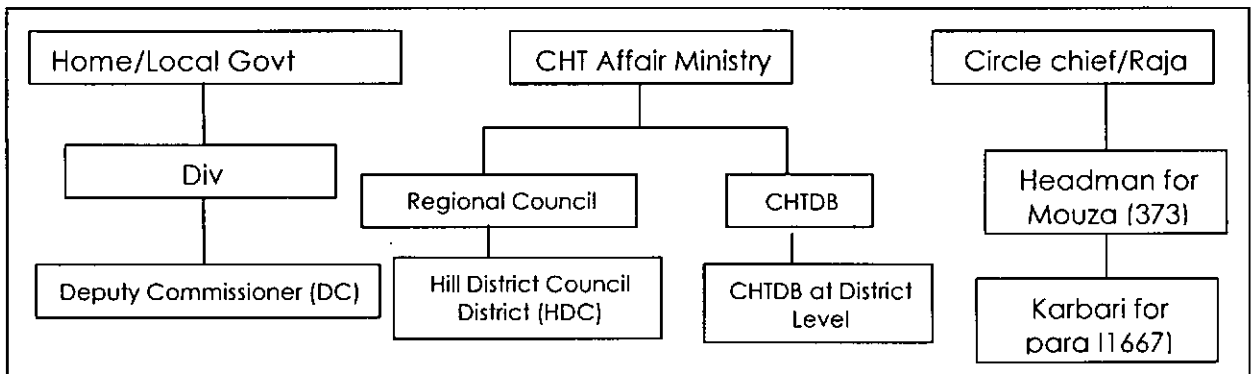 Home/Local Govt
CHT Affair Ministry
Circle chief/Raja
Div
Regional Council
CHTDB
Headman for
Mouza (373)
Deputy Commissioner (DC)
Hill District Council
District (HDC)
CHTDB at District
Level
Karbari for
para (1667)